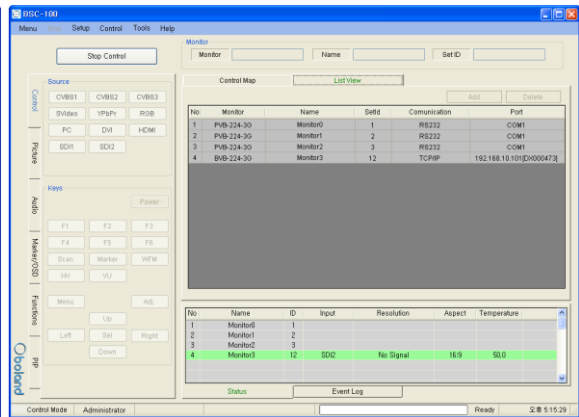 DSC-100
Menu Map Setup Control Tools Help
Stop Control
Monitor
Monitor Name Set ID
Control Map List View
Add Delete
No Monitor Name SetId Comunication Port
1 PVB-224-3G Monitor0 1 RS232 COM1
2 PVB-224-3G Monitor1 2 RS232 COM1
3 PVB-224-3G Monitor2 3 RS232 COM1
4 BVB-224-3G Monitor3 12 TCP/IP 192.168.10.101[DX000473]
Control
Picture
Audio
Marker/OSD
Functions
PIP
Source
CVBS1 CVBS2 CVBS3
SVideo YPbPr RGB
PC DVI HDMI
SDI1 SDI2
Keys
Power
F1 F2 F3
F4 F5 F6
Scan Marker WFM
HV VU
Menu Adj.
Up
Left Sel Right
Down
No Name ID Input Resolution Aspect Temperature
1 Monitor0 1
2 Monitor1 2
3 Monitor2 3
4 Monitor3 12 SDI2 No Signal 16:9 50,0
Status Event Log
boland
Control Mode Administrator Ready 오후 5:15:29